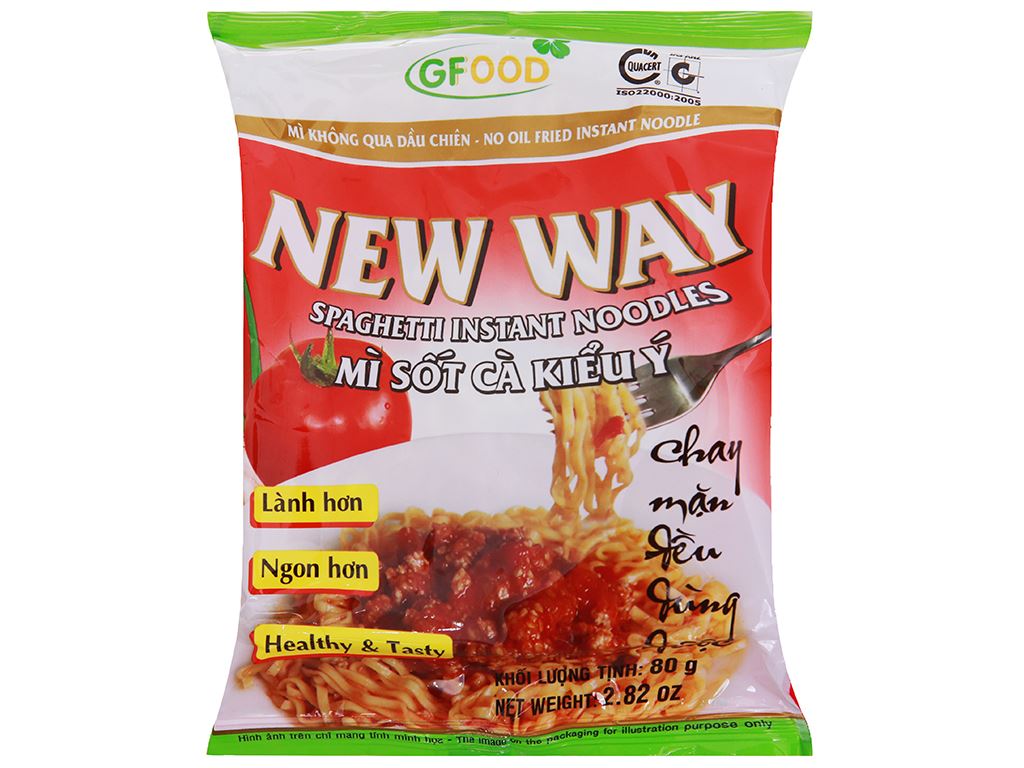 GFOOD
QUACERT
ISO22000:2005
MÌ KHÔNG QUA DẦU CHIÊN - NO OIL FRIED INSTANT NOODLE
NEW WAY
SPAGHETTI INSTANT NOODLES
MÌ SỐT CÀ KIỂU Ý
chay
mặn
đều
dùng
Lành hơn
Ngon hơn
Healthy & Tasty
KHỐI LƯỢNG TỊNH: 80 g
NET WEIGHT: 2.82 OZ
Hình ảnh trên chỉ mang tính minh học - The image on the packaging for illustration purpose only